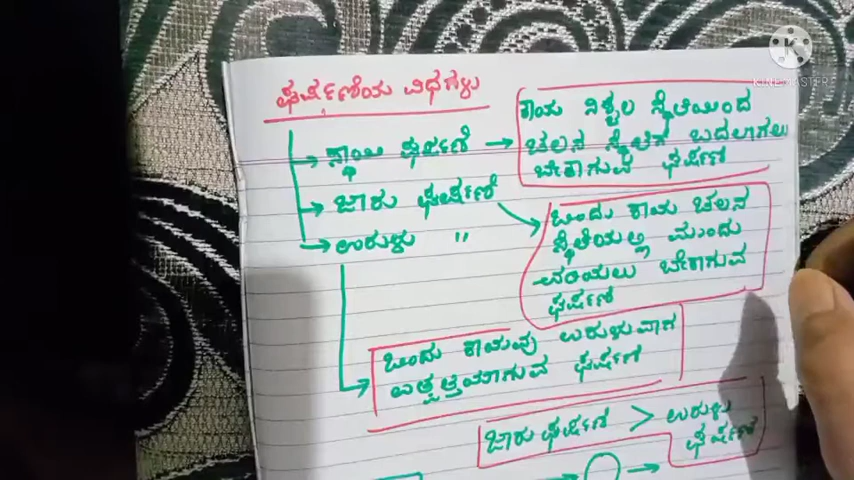 ಘರ್ಷಣೆಯ ವಿಧಗಳು
ಸ್ಥಾಯಿ ಘರ್ಷಣೆ
ಕಾಯ ನಿಶ್ಚಲ ಸ್ಥಿತಿಯಿಂದ
ಚಲನ ಸ್ಥಿತಿಗೆ ಬದಲಾಗಲು
ಬೇಕಾಗುವ ಘರ್ಷಣೆ
ಜಾರು ಘರ್ಷಣೆ
ಒಂದು ಕಾಯ ಚಲನ
ಸ್ಥಿತಿಯಲ್ಲಿ ಮುಂದು
ವರಿಯಲು ಬೇಕಾಗುವ
ಘರ್ಷಣೆ
ಉರುಳು "
ಒಂದು ಕಾಯವು ಉರುಳುವಾಗ
ಉತ್ಪತ್ತಿಯಾಗುವ ಘರ್ಷಣೆ
ಜಾರು ಘರ್ಷಣೆ > ಉರುಳು
ಘರ್ಷಣೆ
KINEMASTER